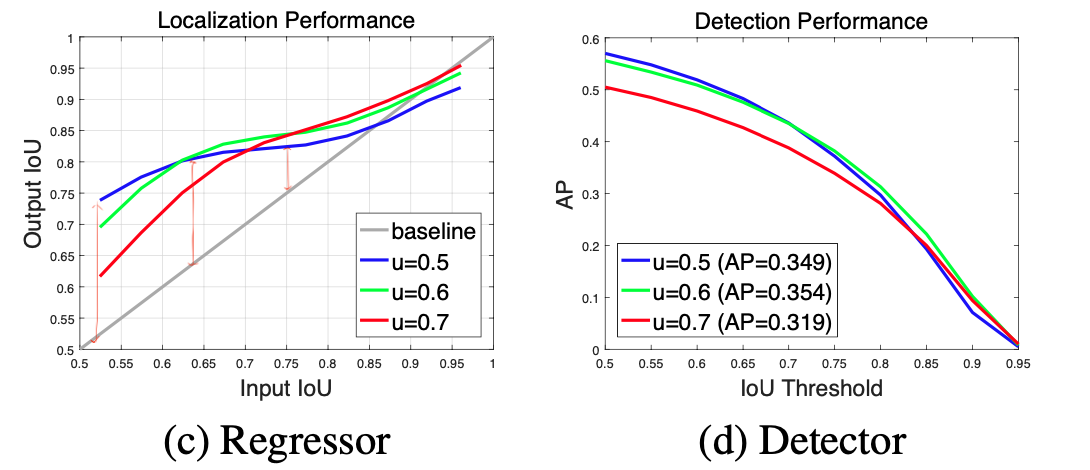 Localization Performance
1
0.95
0.9
0.85
0.8
0.75
0.7
0.65
0.6
0.55
0.5
Output IoU
baseline
u=0.5
u=0.6
u=0.7
0.5 0.55 0.6 0.65 0.7 0.75 0.8 0.85 0.9 0.95 1
Input IoU
(c) Regressor
Detection Performance
0.6
0.5
0.4
0.3
0.2
0.1
0
AP
u=0.5 (AP=0.349)
u=0.6 (AP=0.354)
u=0.7 (AP=0.319)
0.5 0.55 0.6 0.65 0.7 0.75 0.8 0.85 0.9 0.95
IoU Threshold
(d) Detector